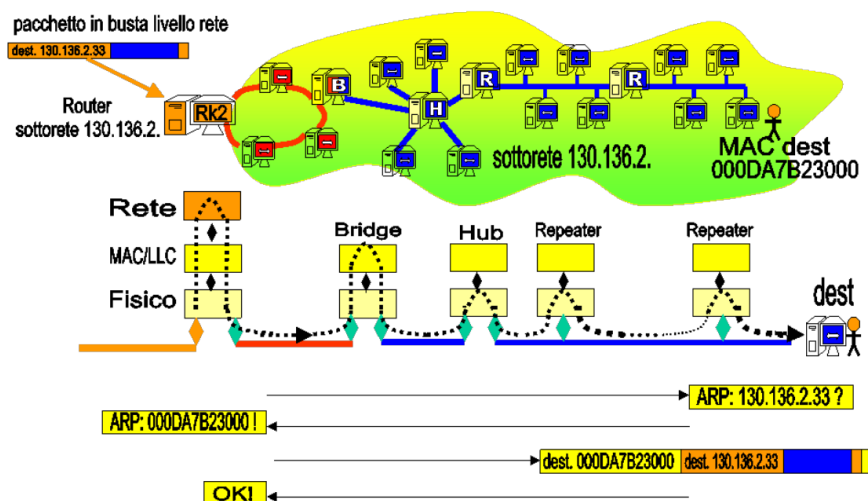 pacchetto in busta livello rete
dest. 130.136.2.33
Router
sottorete 130.136.2.
Rk2
B
H
R
R
sottorete 130.136.2.
MAC dest
000DA7B23000
Rete
MAC/LLC
Fisico
Bridge
Hub
Repeater
Repeater
dest
ARP: 130.136.2.33 ?
ARP: 000DA7B23000 !
dest. 000DA7B23000 dest. 130.136.2.33
OK!